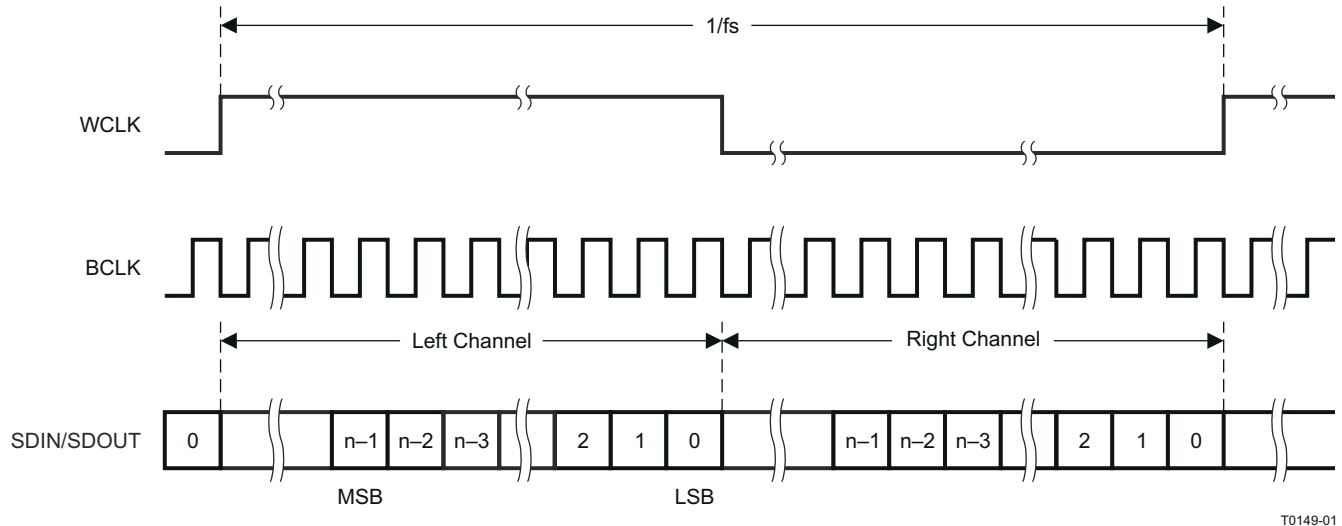 1/fs
WCLK
BCLK
Left Channel Right Channel
SDIN/SDOUT 0 n–1 n–2 n–3 2 1 0 n–1 n–2 n–3 2 1 0
MSB LSB
T0149-01